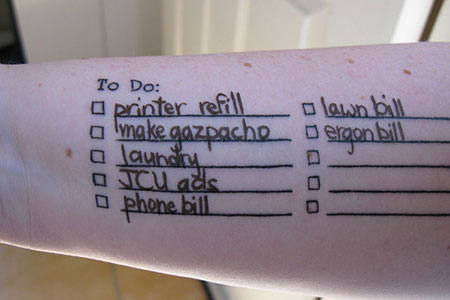 To Do:
printer refill
make gazpacho
laundry
JCU ads
phone bill
lawn bill
ergon bill